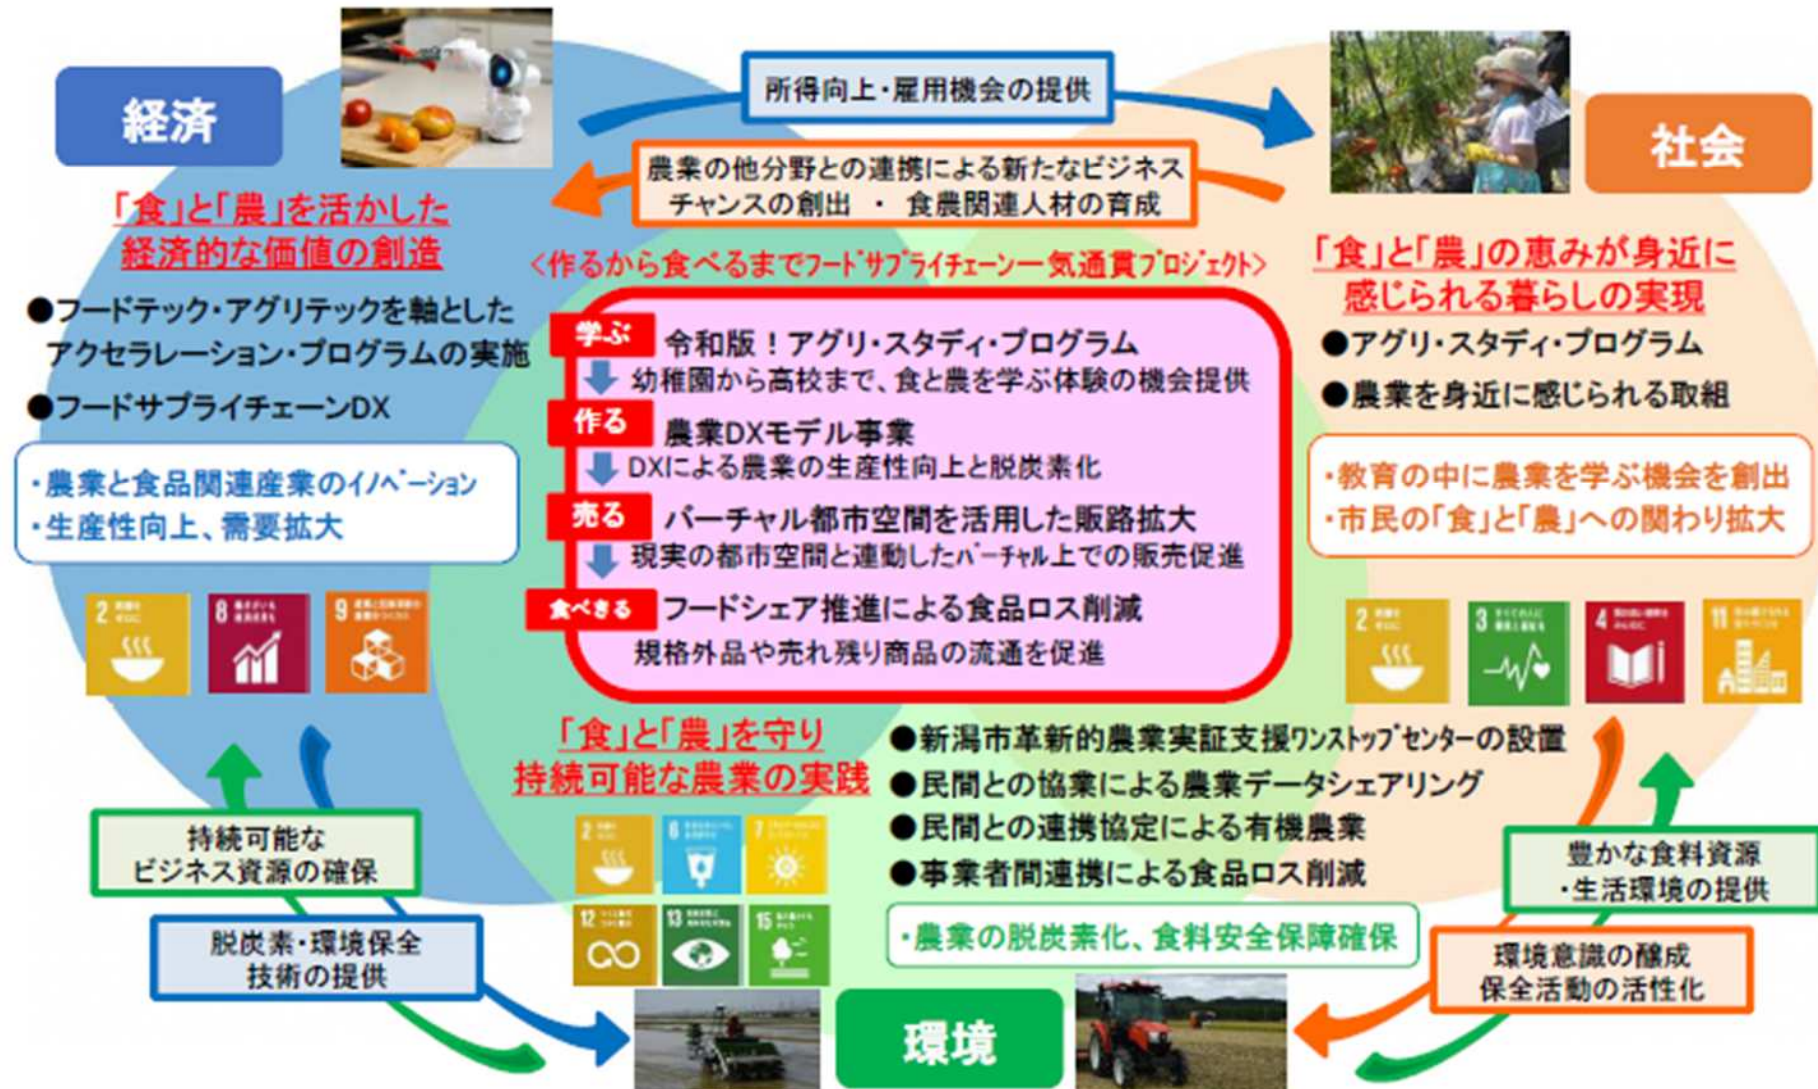 経済
所得向上・雇用機会の提供
社会
農業の他分野との連携による新たなビジネス
チャンスの創出 ・ 食農関連人材の育成
「食」と「農」を活かした
経済的な価値の創造
●フードテック・アグリテックを軸とした
アクセラレーション・プログラムの実施
●フードサプライチェーンDX
・農業と食品関連産業のイノベーション
・生産性向上、需要拡大
2
8
9
<作るから食べるまでフードサプライチェーン一気通貫プロジェクト>
学ぶ 令和版!アグリ・スタディ・プログラム
幼稚園から高校まで、食と農を学ぶ体験の機会提供
作る 農業DXモデル事業
DXによる農業の生産性向上と脱炭素化
売る バーチャル都市空間を活用した販路拡大
現実の都市空間と連動したバーチャル上での販売促進
食べきる フードシェア推進による食品ロス削減
規格外品や売れ残り商品の流通を促進
「食」と「農」の恵みが身近に
感じられる暮らしの実現
●アグリ・スタディ・プログラム
●農業を身近に感じられる取組
・教育の中に農業を学ぶ機会を創出
・市民の「食」と「農」への関わり拡大
2
3
4
11
「食」と「農」を守り
持続可能な農業の実践
2
6
7
12
13
15
●新潟市革新的農業実証支援ワンストップセンターの設置
●民間との協業による農業データシェアリング
●民間との連携協定による有機農業
●事業者間連携による食品ロス削減
・農業の脱炭素化、食料安全保障確保
持続可能な
ビジネス資源の確保
脱炭素・環境保全
技術の提供
豊かな食料資源
・生活環境の提供
環境意識の醸成
保全活動の活性化
環境